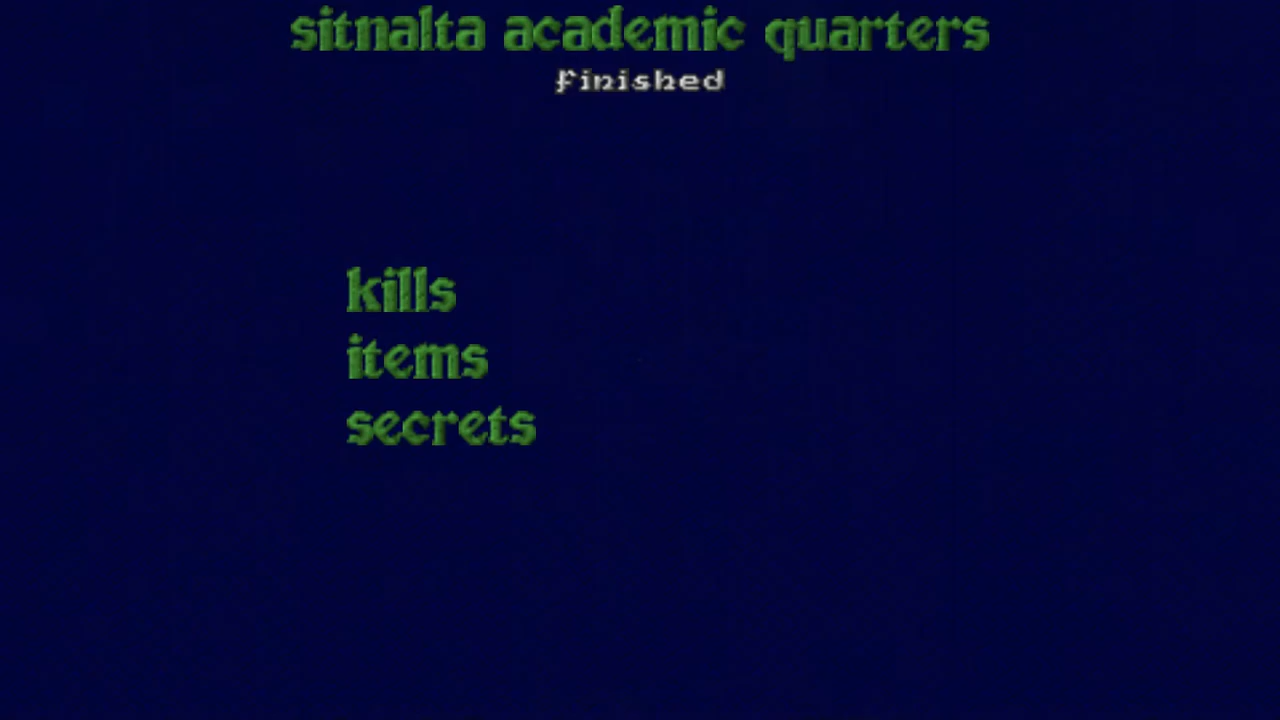 sitnalta academic quarters
finished
kills
items
secrets